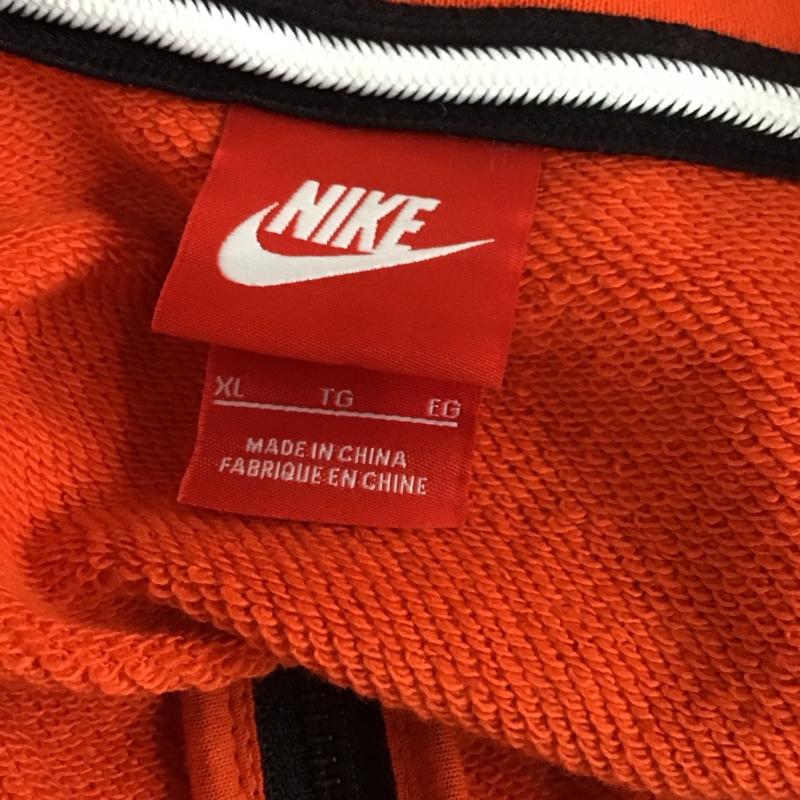 NIKE
XL TG EG
MADE IN CHINA
FABRIQUE EN CHINE